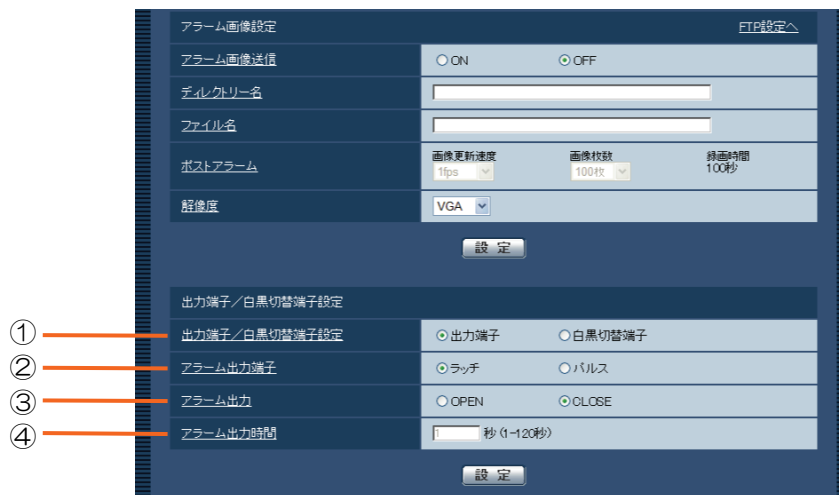 アラーム画像設定 FTP設定へ
アラーム画像送信 ON OFF
ディレクトリー名
ファイル名
ポストアラーム 画像更新速度 画像枚数 録画時間
1fps 100枚 100秒
解像度 VGA
設 定
出力端子／白黒切替端子設定
① 出力端子／白黒切替端子設定 出力端子 白黒切替端子
② アラーム出力端子 ラッチ パルス
③ アラーム出力 OPEN CLOSE
④ アラーム出力時間 1 秒（1-120秒）
設 定